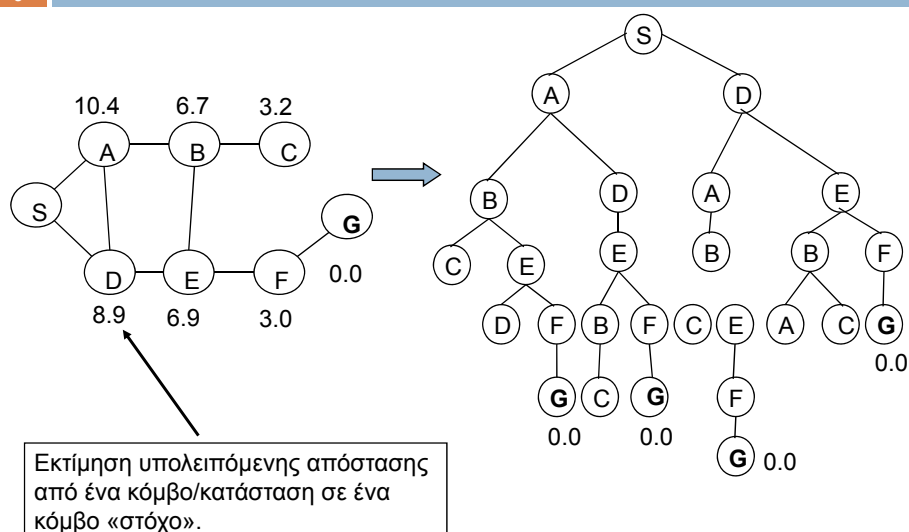 S
A D
10.4 6.7 3.2
A B C
B D A E
S G
C E E B B F
D E F 0.0
8.9 6.9 3.0
D F B F C E A C G
0.0
G C G F
0.0 0.0
G 0.0
Εκτίμηση υπολειπόμενης απόστασης
από ένα κόμβο/κατάσταση σε ένα
κόμβο «στόχο».